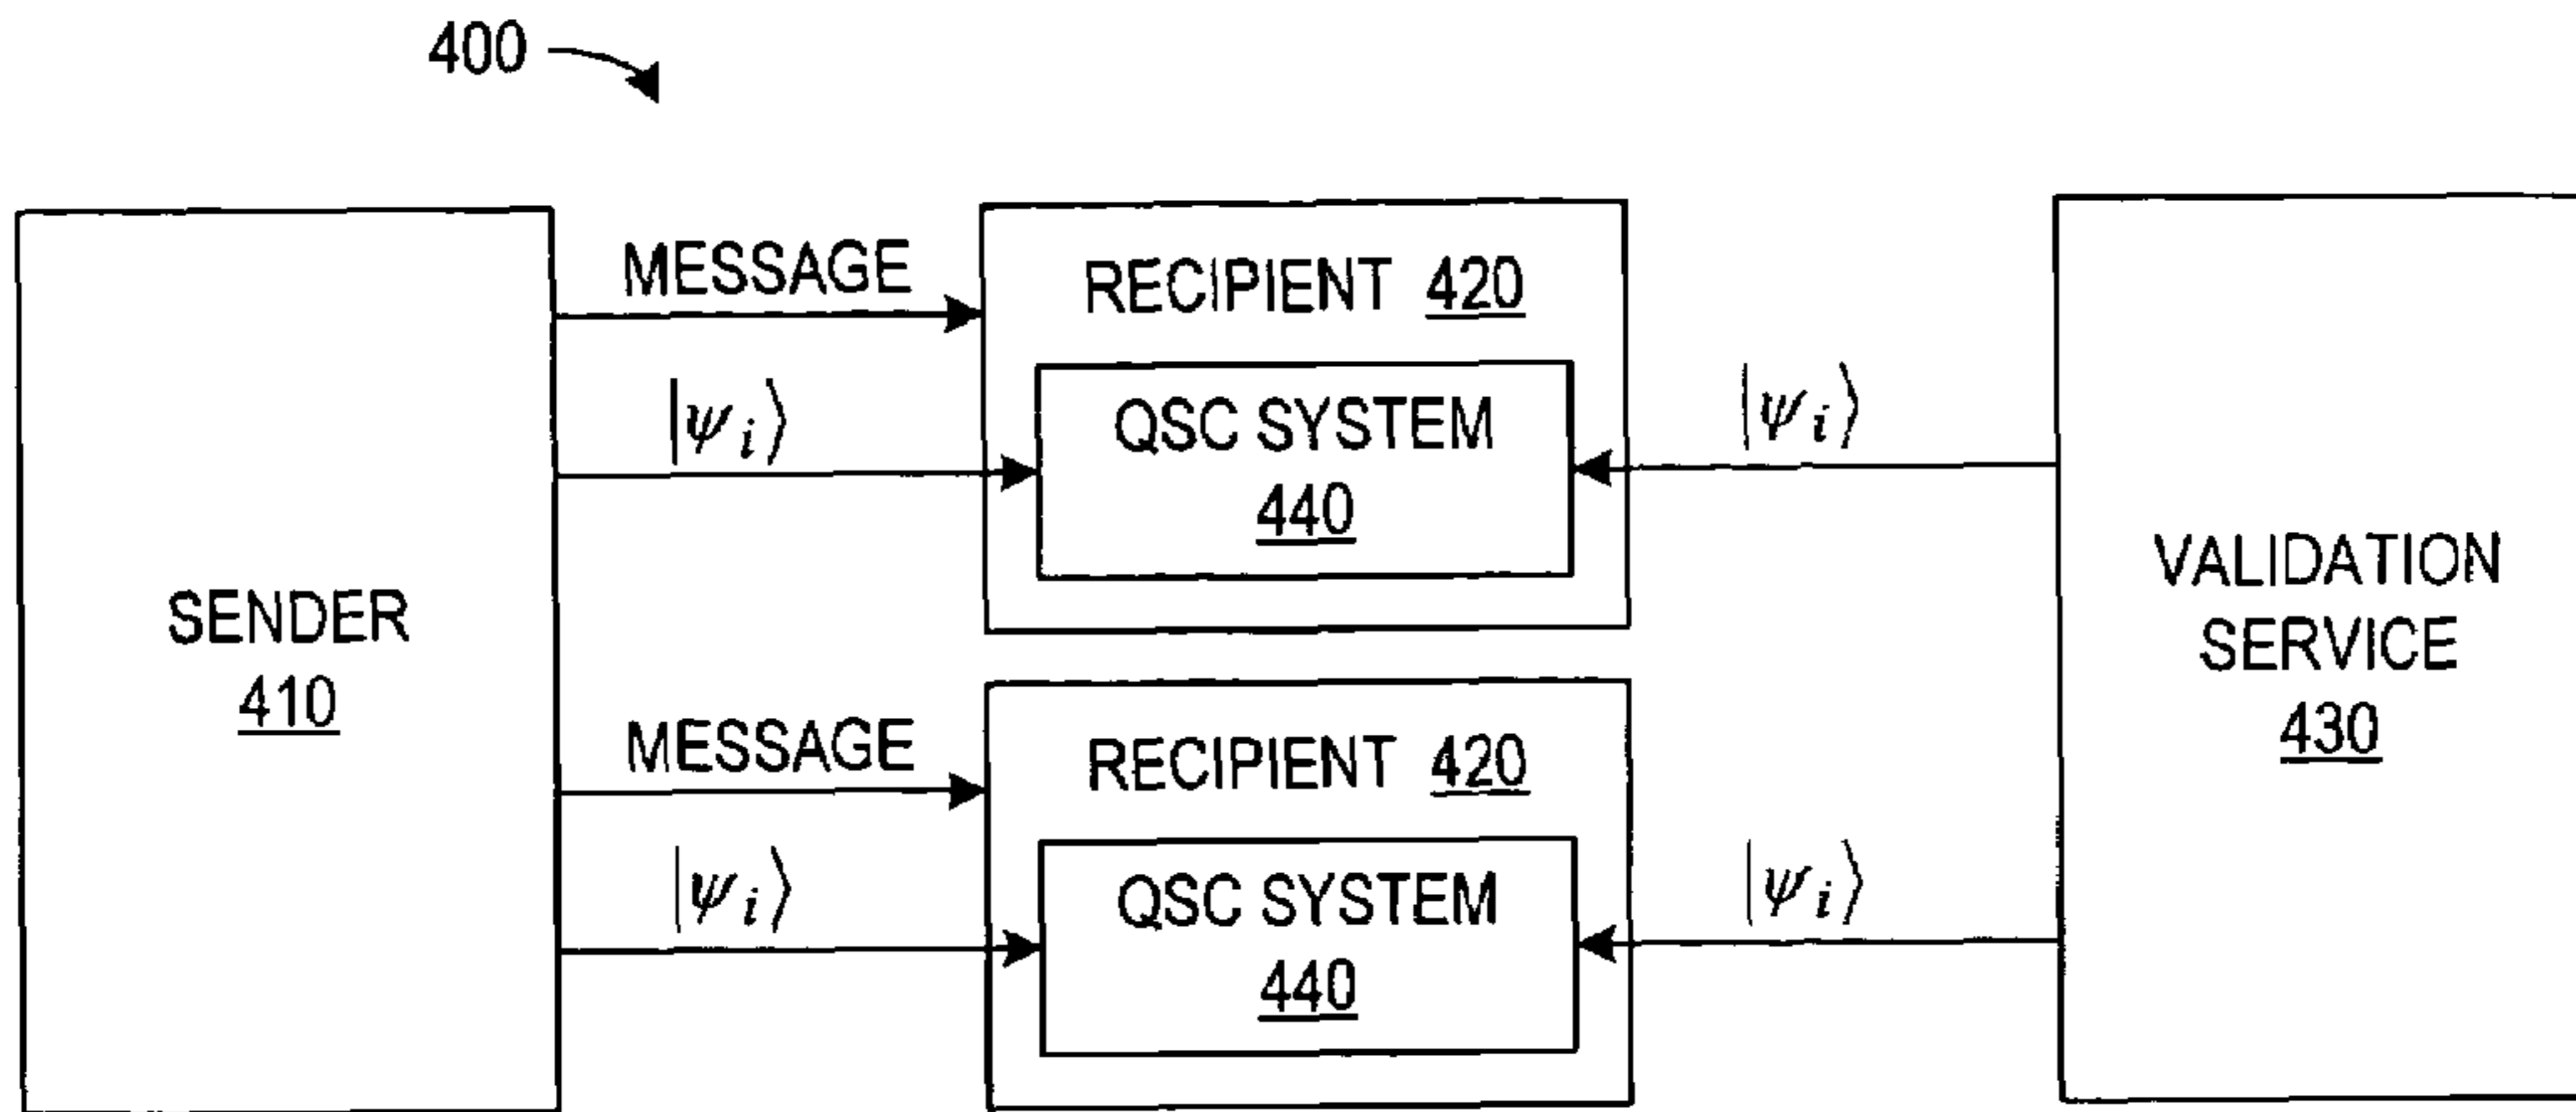 400
MESSAGE
RECIPIENT 420
|ψi⟩
QSC SYSTEM
440
|ψi⟩
SENDER
410
VALIDATION
SERVICE
430
MESSAGE
RECIPIENT 420
|ψi⟩
QSC SYSTEM
440
|ψi⟩